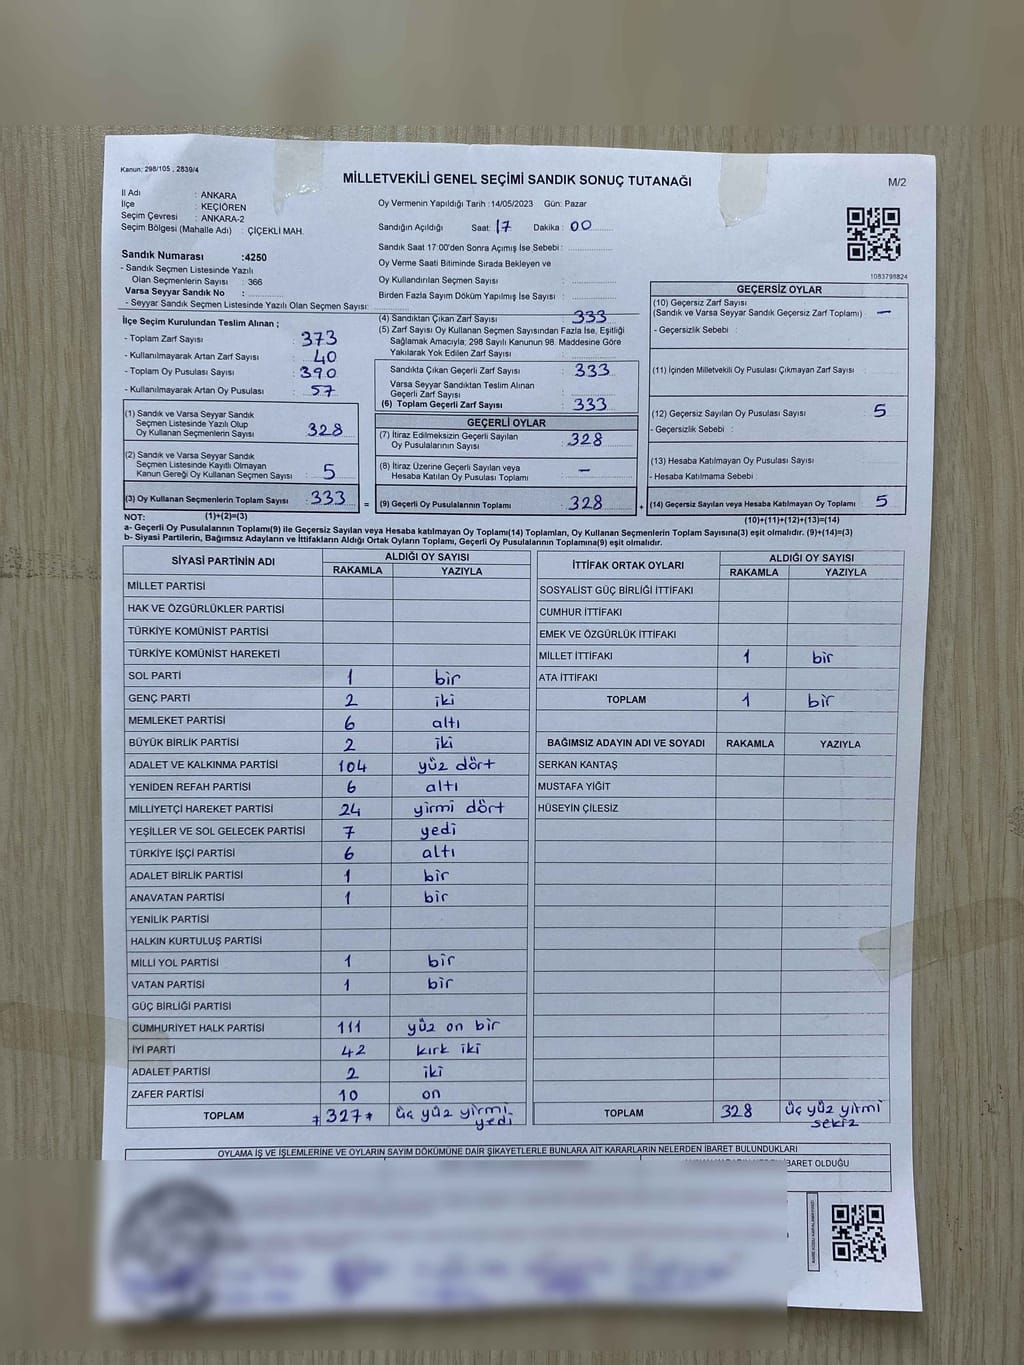 Kanun: 298/105 , 2839/4
MİLLETVEKİLİ GENEL SEÇİMİ SANDIK SONUÇ TUTANAĞI
M/2
İl Adı : ANKARA
İlçe : KEÇİÖREN
Seçim Çevresi : ANKARA-2
Seçim Bölgesi (Mahalle Adı) : ÇİÇEKLİ MAH.
Sandık Numarası :4250
- Sandık Seçmen Listesinde Yazılı
Olan Seçmenlerin Sayısı : 366
Varsa Seyyar Sandık No :
- Seyyar Sandık Seçmen Listesinde Yazılı Olan Seçmen Sayısı:
Oy Vermenin Yapıldığı Tarih :14/05/2023 Gün: Pazar
Sandığın Açıldığı Saat: 17 Dakika : 00
Sandık Saat 17:00'den Sonra Açımış İse Sebebi :
Oy Verme Saati Bitiminde Sırada Bekleyen ve
Oy Kullandırılan Seçmen Sayısı :
Birden Fazla Sayım Döküm Yapılmış İse Sayısı :
1083798824
İlçe Seçim Kurulundan Teslim Alınan ;
- Toplam Zarf Sayısı : 373
- Kullanılmayarak Artan Zarf Sayısı : 40
- Toplam Oy Pusulası Sayısı : 390
- Kullanılmayarak Artan Oy Pusulası : 57
(1) Sandık ve Varsa Seyyar Sandık
Seçmen Listesinde Yazılı Olup
Oy Kullanan Seçmenlerin Sayısı 328
(2) Sandık ve Varsa Seyyar Sandık
Seçmen Listesinde Kayıtlı Olmayan
Kanun Gereği Oy Kullanan Seçmen Sayısı : 5
(3) Oy Kullanan Seçmenlerin Toplam Sayısı : 333
(1)+(2)=(3)
(4) Sandıktan Çıkan Zarf Sayısı : 333
(5) Zarf Sayısı Oy Kullanan Seçmen Sayısından Fazla İse, Eşitliği
Sağlamak Amacıyla; 298 Sayılı Kanunun 98. Maddesine Göre
Yakılarak Yok Edilen Zarf Sayısı :
Sandıkta Çıkan Geçerli Zarf Sayısı : 333
Varsa Seyyar Sandıktan Teslim Alınan
Geçerli Zarf Sayısı :
(6) Toplam Geçerli Zarf Sayısı : 333
GEÇERLİ OYLAR
(7) İtiraz Edilmeksizin Geçerli Sayılan
Oy Pusulalarının Sayısı : 328
(8) İtiraz Üzerine Geçerli Sayılan veya
Hesaba Katılan Oy Pusulası Toplamı : –
= (9) Geçerli Oy Pusulalarının Toplamı : 328
GEÇERSİZ OYLAR
(10) Geçersiz Zarf Sayısı
(Sandık ve Varsa Seyyar Sandık Geçersiz Zarf Toplamı) : –
- Geçersizlik Sebebi :
(11) İçinden Milletvekili Oy Pusulası Çıkmayan Zarf Sayısı :
(12) Geçersiz Sayılan Oy Pusulası Sayısı : 5
- Geçersizlik Sebebi :
(13) Hesaba Katılmayan Oy Pusulası Sayısı :
- Hesaba Katılmama Sebebi :
+ (14) Geçersiz Sayılan veya Hesaba Katılmayan Oy Toplamı : 5
(10)+(11)+(12)+(13)=(14)
NOT:
a- Geçerli Oy Pusulalarının Toplamı(9) ile Geçersiz Sayılan veya Hesaba katılmayan Oy Toplamı(14) Toplamları, Oy Kullanan Seçmenlerin Toplam Sayısına(3) eşit olmalıdır. (9)+(14)=(3)
b- Siyasi Partilerin, Bağımsız Adayların ve İttifakların Aldığı Ortak Oyların Toplamı, Geçerli Oy Pusulalarının Toplamına(9) eşit olmalıdır.
SİYASİ PARTİNİN ADI ALDIĞI OY SAYISI
RAKAMLA YAZIYLA
MİLLET PARTİSİ
HAK VE ÖZGÜRLÜKLER PARTİSİ
TÜRKİYE KOMÜNİST PARTİSİ
TÜRKİYE KOMÜNİST HAREKETİ
SOL PARTİ 1 bir
GENÇ PARTİ 2 iki
MEMLEKET PARTİSİ 6 altı
BÜYÜK BİRLİK PARTİSİ 2 iki
ADALET VE KALKINMA PARTİSİ 104 yüz dört
YENİDEN REFAH PARTİSİ 6 altı
MİLLİYETÇİ HAREKET PARTİSİ 24 yirmi dört
YEŞİLLER VE SOL GELECEK PARTİSİ 7 yedi
TÜRKİYE İŞÇİ PARTİSİ 6 altı
ADALET BİRLİK PARTİSİ 1 bir
ANAVATAN PARTİSİ 1 bir
YENİLİK PARTİSİ
HALKIN KURTULUŞ PARTİSİ
MİLLİ YOL PARTİSİ 1 bir
VATAN PARTİSİ 1 bir
GÜÇ BİRLİĞİ PARTİSİ
CUMHURİYET HALK PARTİSİ 111 yüz on bir
İYİ PARTİ 42 kırk iki
ADALET PARTİSİ 2 iki
ZAFER PARTİSİ 10 on
TOPLAM 327 üç yüz yirmi
yedi
İTTİFAK ORTAK OYLARI ALDIĞI OY SAYISI
RAKAMLA YAZIYLA
SOSYALİST GÜÇ BİRLİĞİ İTTİFAKI
CUMHUR İTTİFAKI
EMEK VE ÖZGÜRLÜK İTTİFAKI
MİLLET İTTİFAKI 1 bir
ATA İTTİFAKI
TOPLAM 1 bir
BAĞIMSIZ ADAYIN ADI VE SOYADI RAKAMLA YAZIYLA
SERKAN KANTAŞ
MUSTAFA YİĞİT
HÜSEYİN ÇİLESİZ
TOPLAM 328 üç yüz yirmi
sekiz
OYLAMA İŞ VE İŞLEMLERİNE VE OYLARIN SAYIM DÖKÜMÜNE DAİR ŞİKAYETLERLE BUNLARA AİT KARARLARIN NELERDEN İBARET BULUNDUKLARI
BARET OLDUĞU